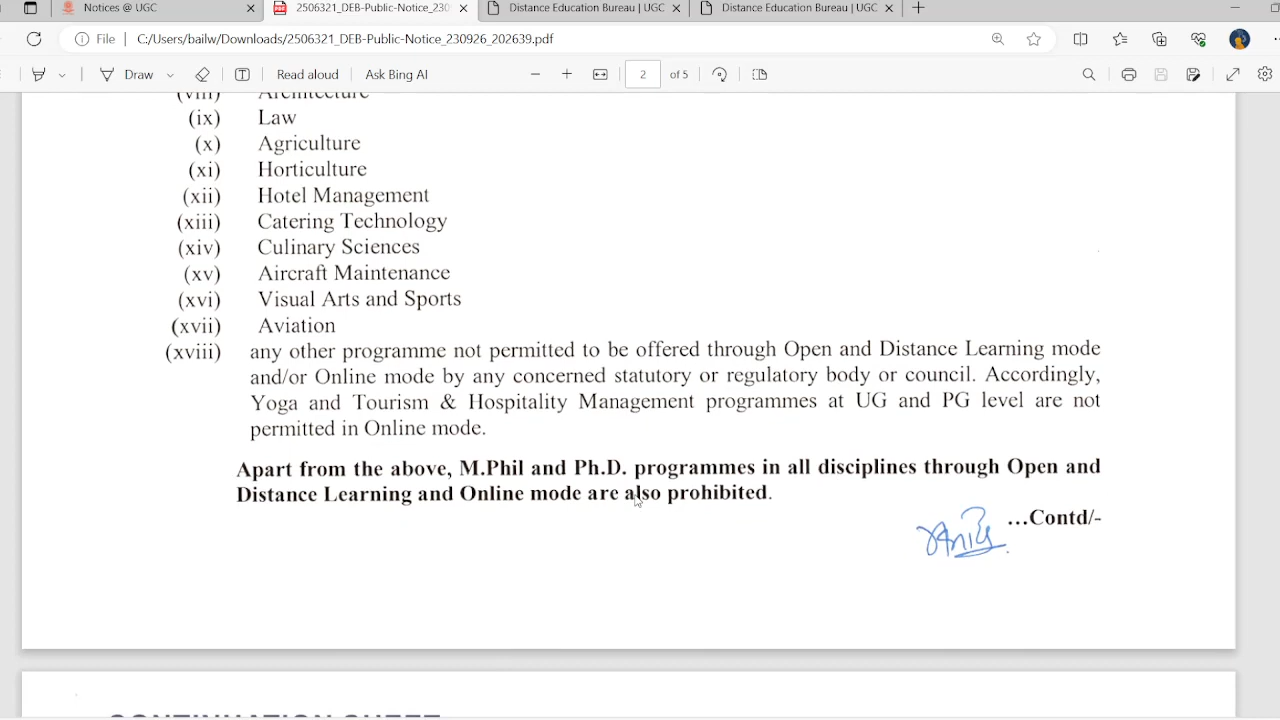 Notices @ UGC
2506321_DEB-Public-Notice_230
Distance Education Bureau | UGC
Distance Education Bureau | UGC
File
C:/Users/bailw/Downloads/2506321_DEB-Public-Notice_230926_202639.pdf
Draw
Read aloud
Ask Bing AI
2 of 5
(viii) Architecture
(ix) Law
(x) Agriculture
(xi) Horticulture
(xii) Hotel Management
(xiii) Catering Technology
(xiv) Culinary Sciences
(xv) Aircraft Maintenance
(xvi) Visual Arts and Sports
(xvii) Aviation
(xviii) any other programme not permitted to be offered through Open and Distance Learning mode
and/or Online mode by any concerned statutory or regulatory body or council. Accordingly,
Yoga and Tourism & Hospitality Management programmes at UG and PG level are not
permitted in Online mode.
Apart from the above, M.Phil and Ph.D. programmes in all disciplines through Open and
Distance Learning and Online mode are also prohibited.
...Contd/-
CONTINUATION SHEET